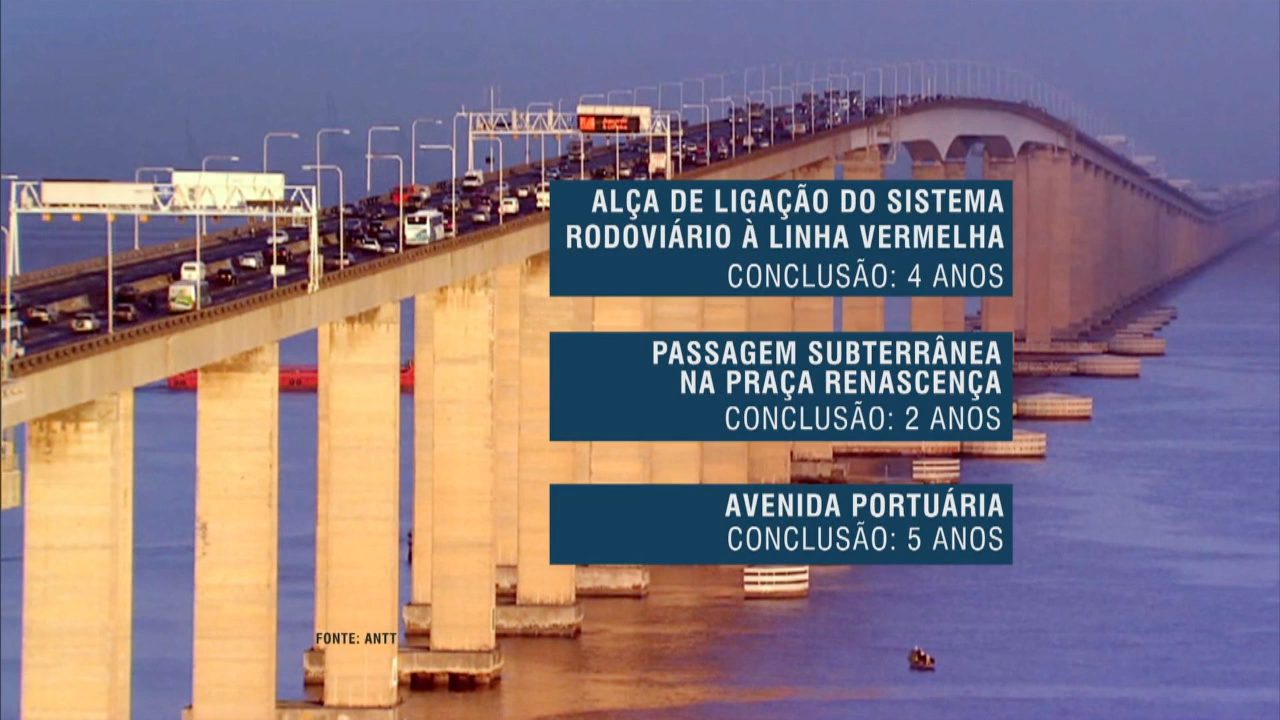 ALÇA DE LIGAÇÃO DO SISTEMA
RODOVIÁRIO À LINHA VERMELHA
CONCLUSÃO: 4 ANOS
PASSAGEM SUBTERRÂNEA
NA PRAÇA RENASCENÇA
CONCLUSÃO: 2 ANOS
AVENIDA PORTUÁRIA
CONCLUSÃO: 5 ANOS
FONTE: ANTT